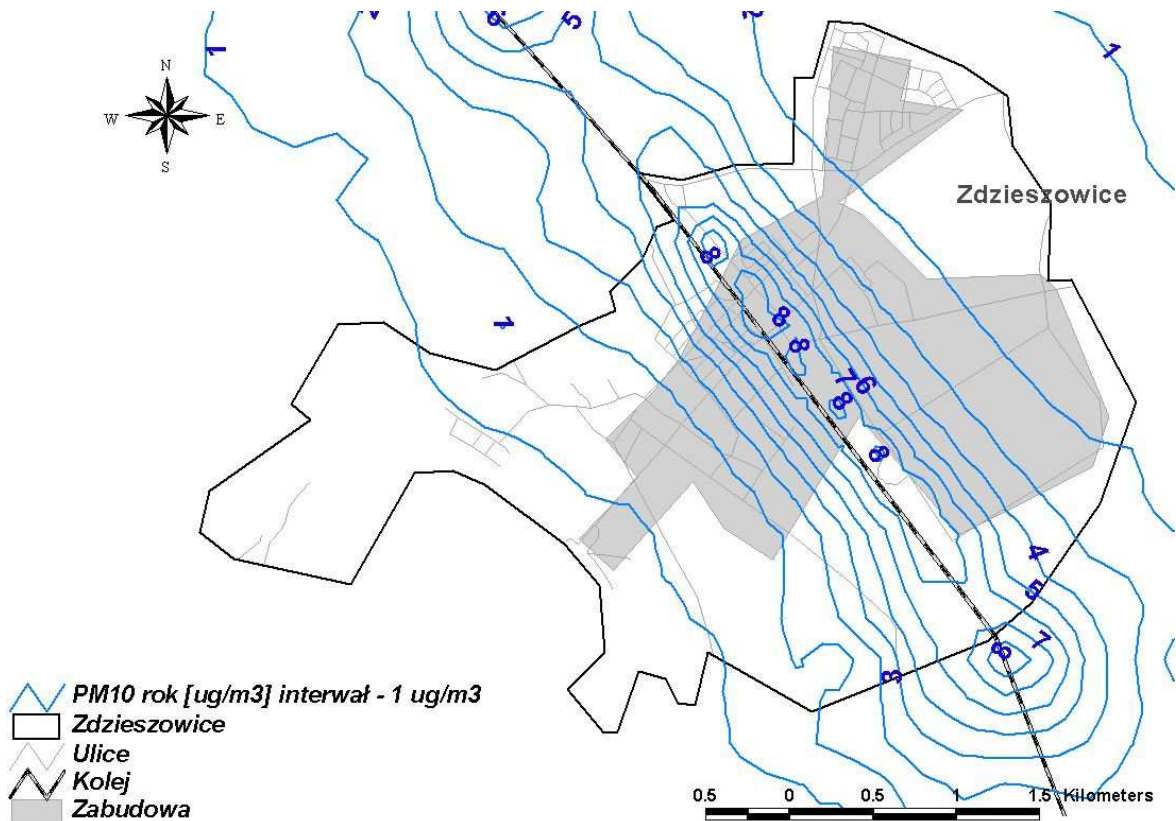 1
5
1
N
W E
S
Zdzieszowice
8
8
1
8
7 6
8
8
4
5
7
8
3
PM10 rok [ug/m3] interwał - 1 ug/m3
Zdzieszowice
Ulice
Kolej
Zabudowa
0.5 0 0.5 1 1.5 Kilometers